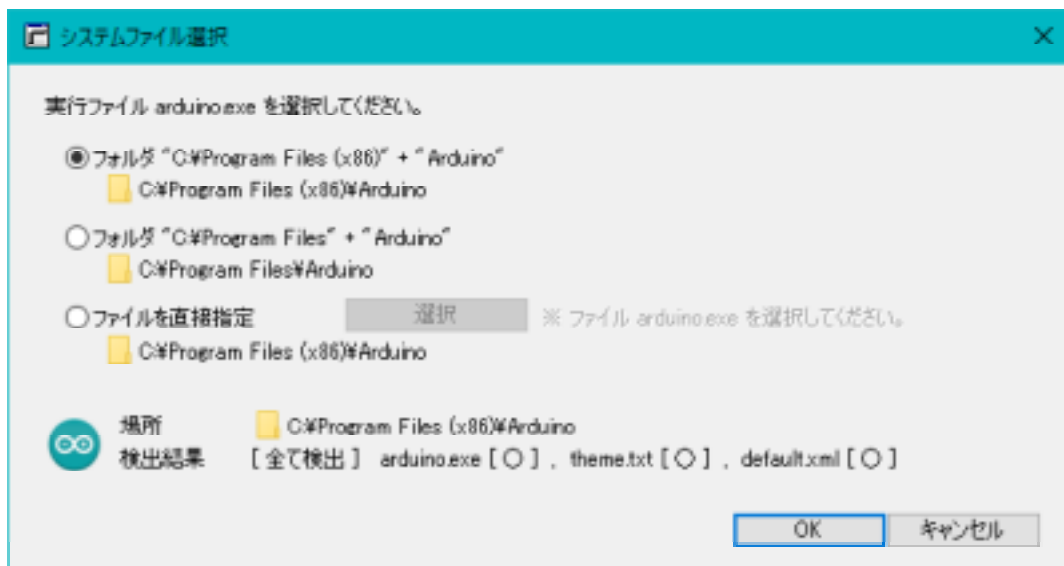 システムファイル選択
実行ファイル arduino.exe を選択してください。
フォルダ "C:¥Program Files (x86)" + "Arduino"
C:¥Program Files (x86)¥Arduino
フォルダ "C:¥Program Files" + "Arduino"
C:¥Program Files¥Arduino
ファイルを直接指定 選択 ※ ファイル arduino.exe を選択してください。
C:¥Program Files (x86)¥Arduino
場所 C:¥Program Files (x86)¥Arduino
検出結果 [ 全て検出 ] arduino.exe [ 〇 ] , theme.txt [ 〇 ] , default.xml [ 〇 ]
OK キャンセル